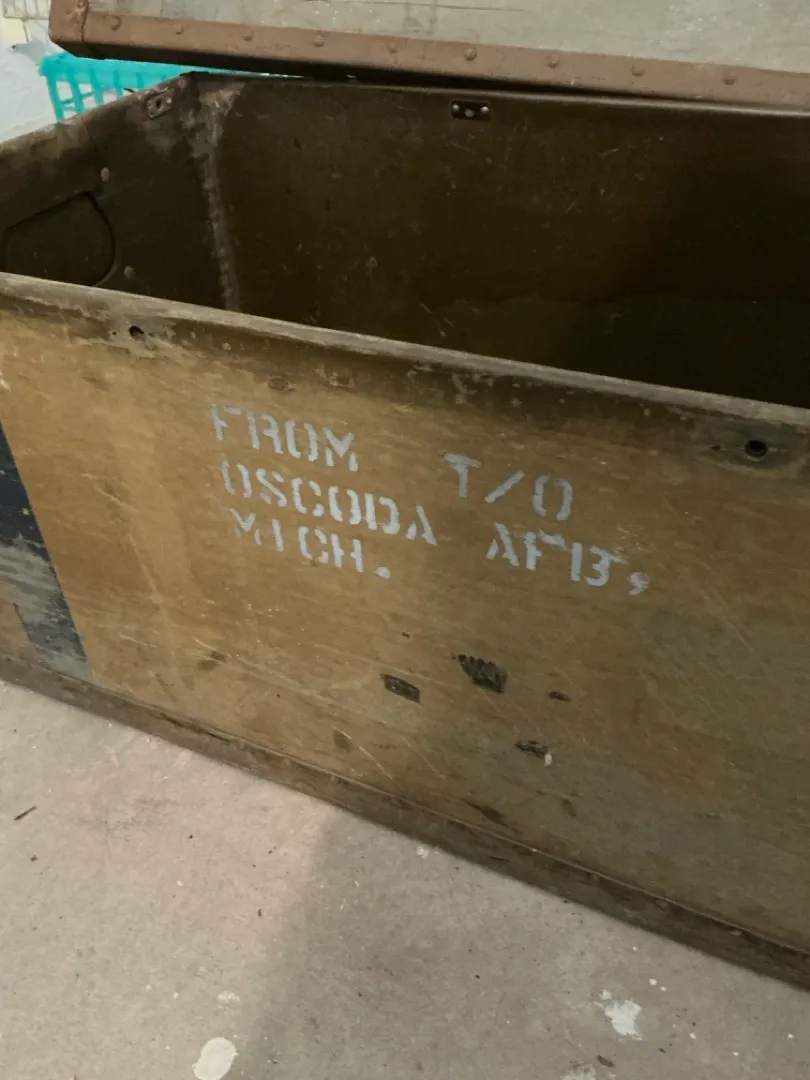 FROM T/O
OSCODA AFB,
MICH.